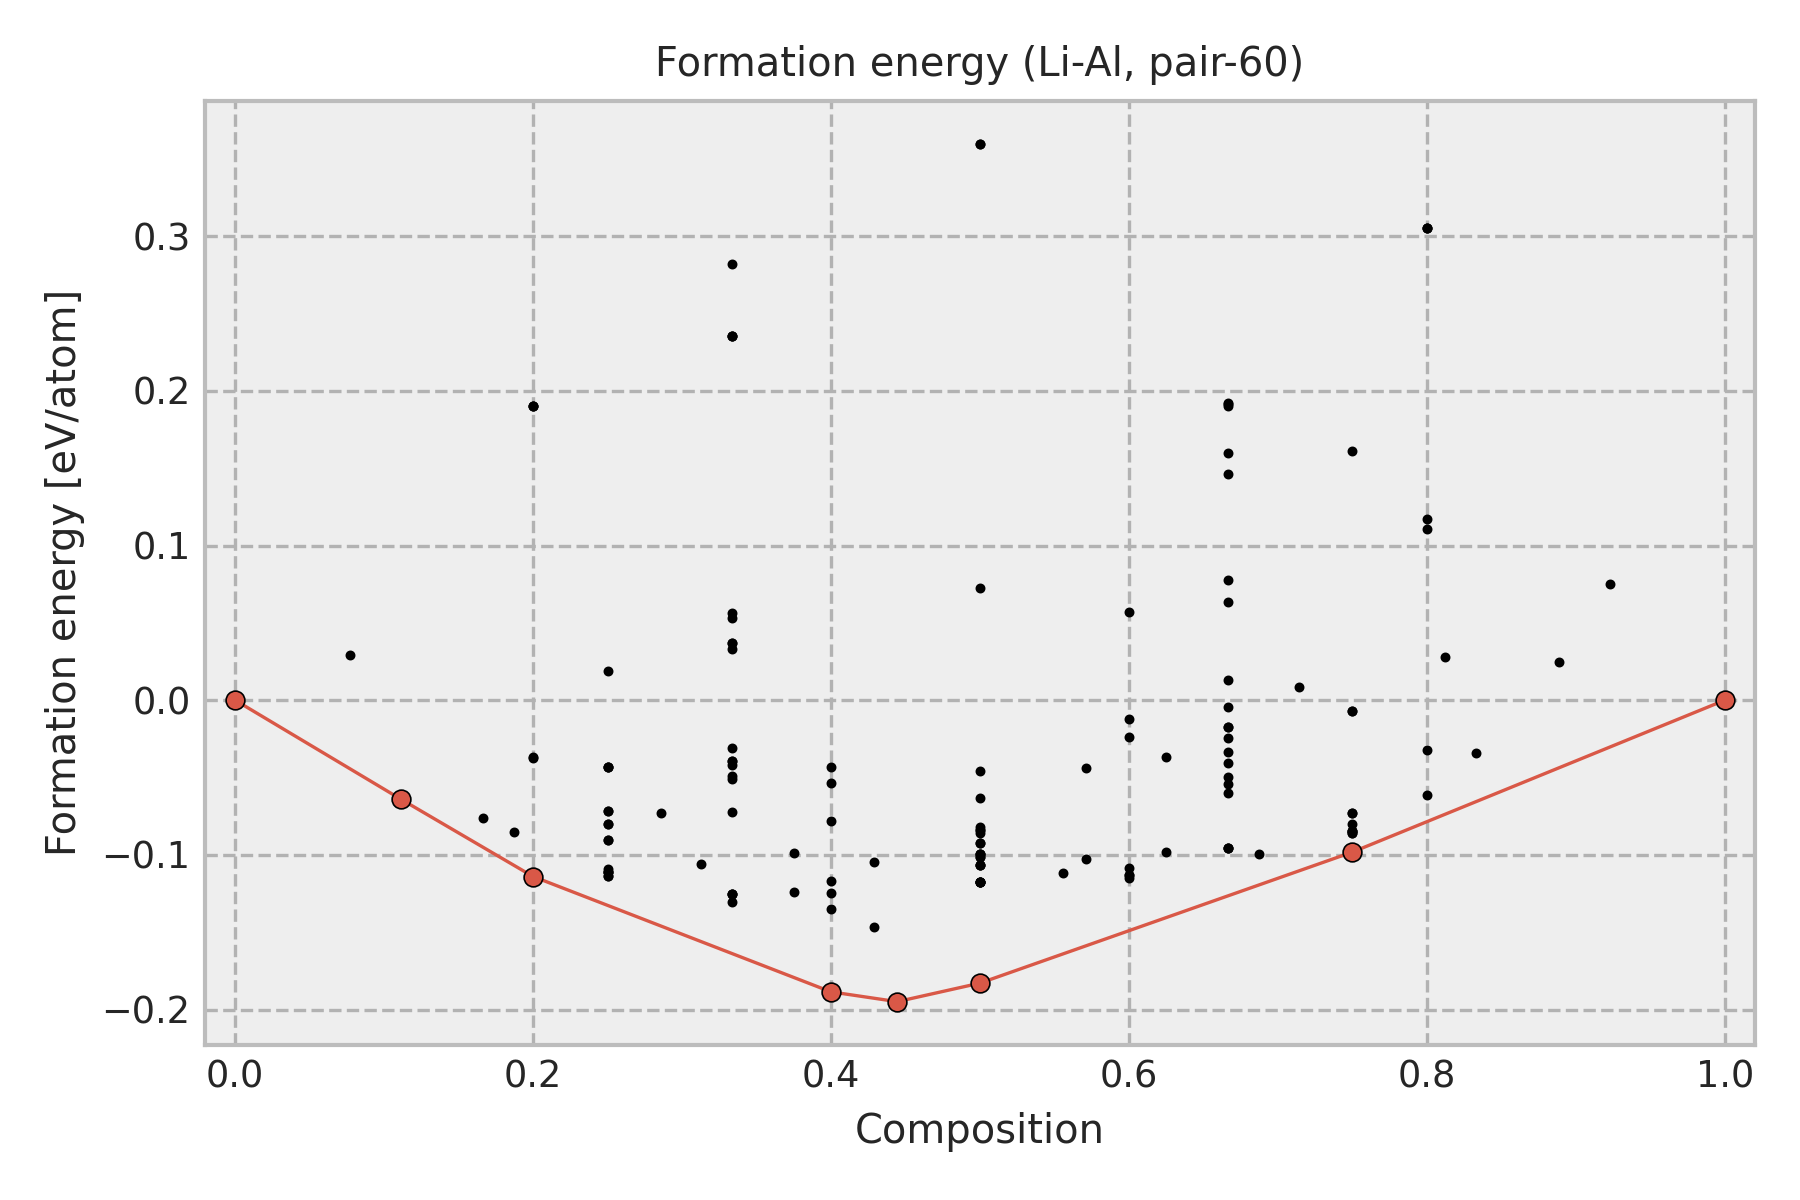 Formation energy (Li-Al, pair-60)
Formation energy [eV/atom]
0.3
0.2
0.1
0.0
−0.1
−0.2
0.0 0.2 0.4 0.6 0.8 1.0
Composition